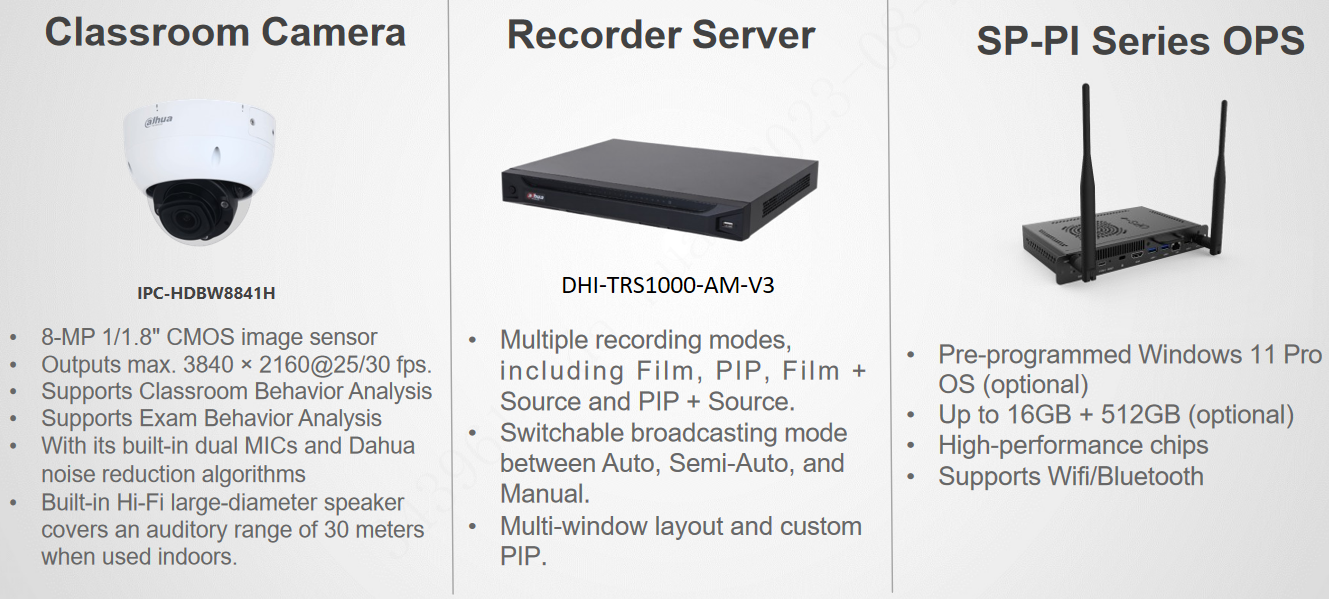 Classroom Camera
alhua
IPC-HDBW8841H
• 8-MP 1/1.8" CMOS image sensor
• Outputs max. 3840 × 2160@25/30 fps.
• Supports Classroom Behavior Analysis
• Supports Exam Behavior Analysis
• With its built-in dual MICs and Dahua
noise reduction algorithms
• Built-in Hi-Fi large-diameter speaker
covers an auditory range of 30 meters
when used indoors.
Recorder Server
alhua
DHI-TRS1000-AM-V3
• Multiple recording modes,
including Film, PIP, Film +
Source and PIP + Source.
• Switchable broadcasting mode
between Auto, Semi-Auto, and
Manual.
• Multi-window layout and custom
PIP.
SP-PI Series OPS
• Pre-programmed Windows 11 Pro
OS (optional)
• Up to 16GB + 512GB (optional)
• High-performance chips
• Supports Wifi/Bluetooth